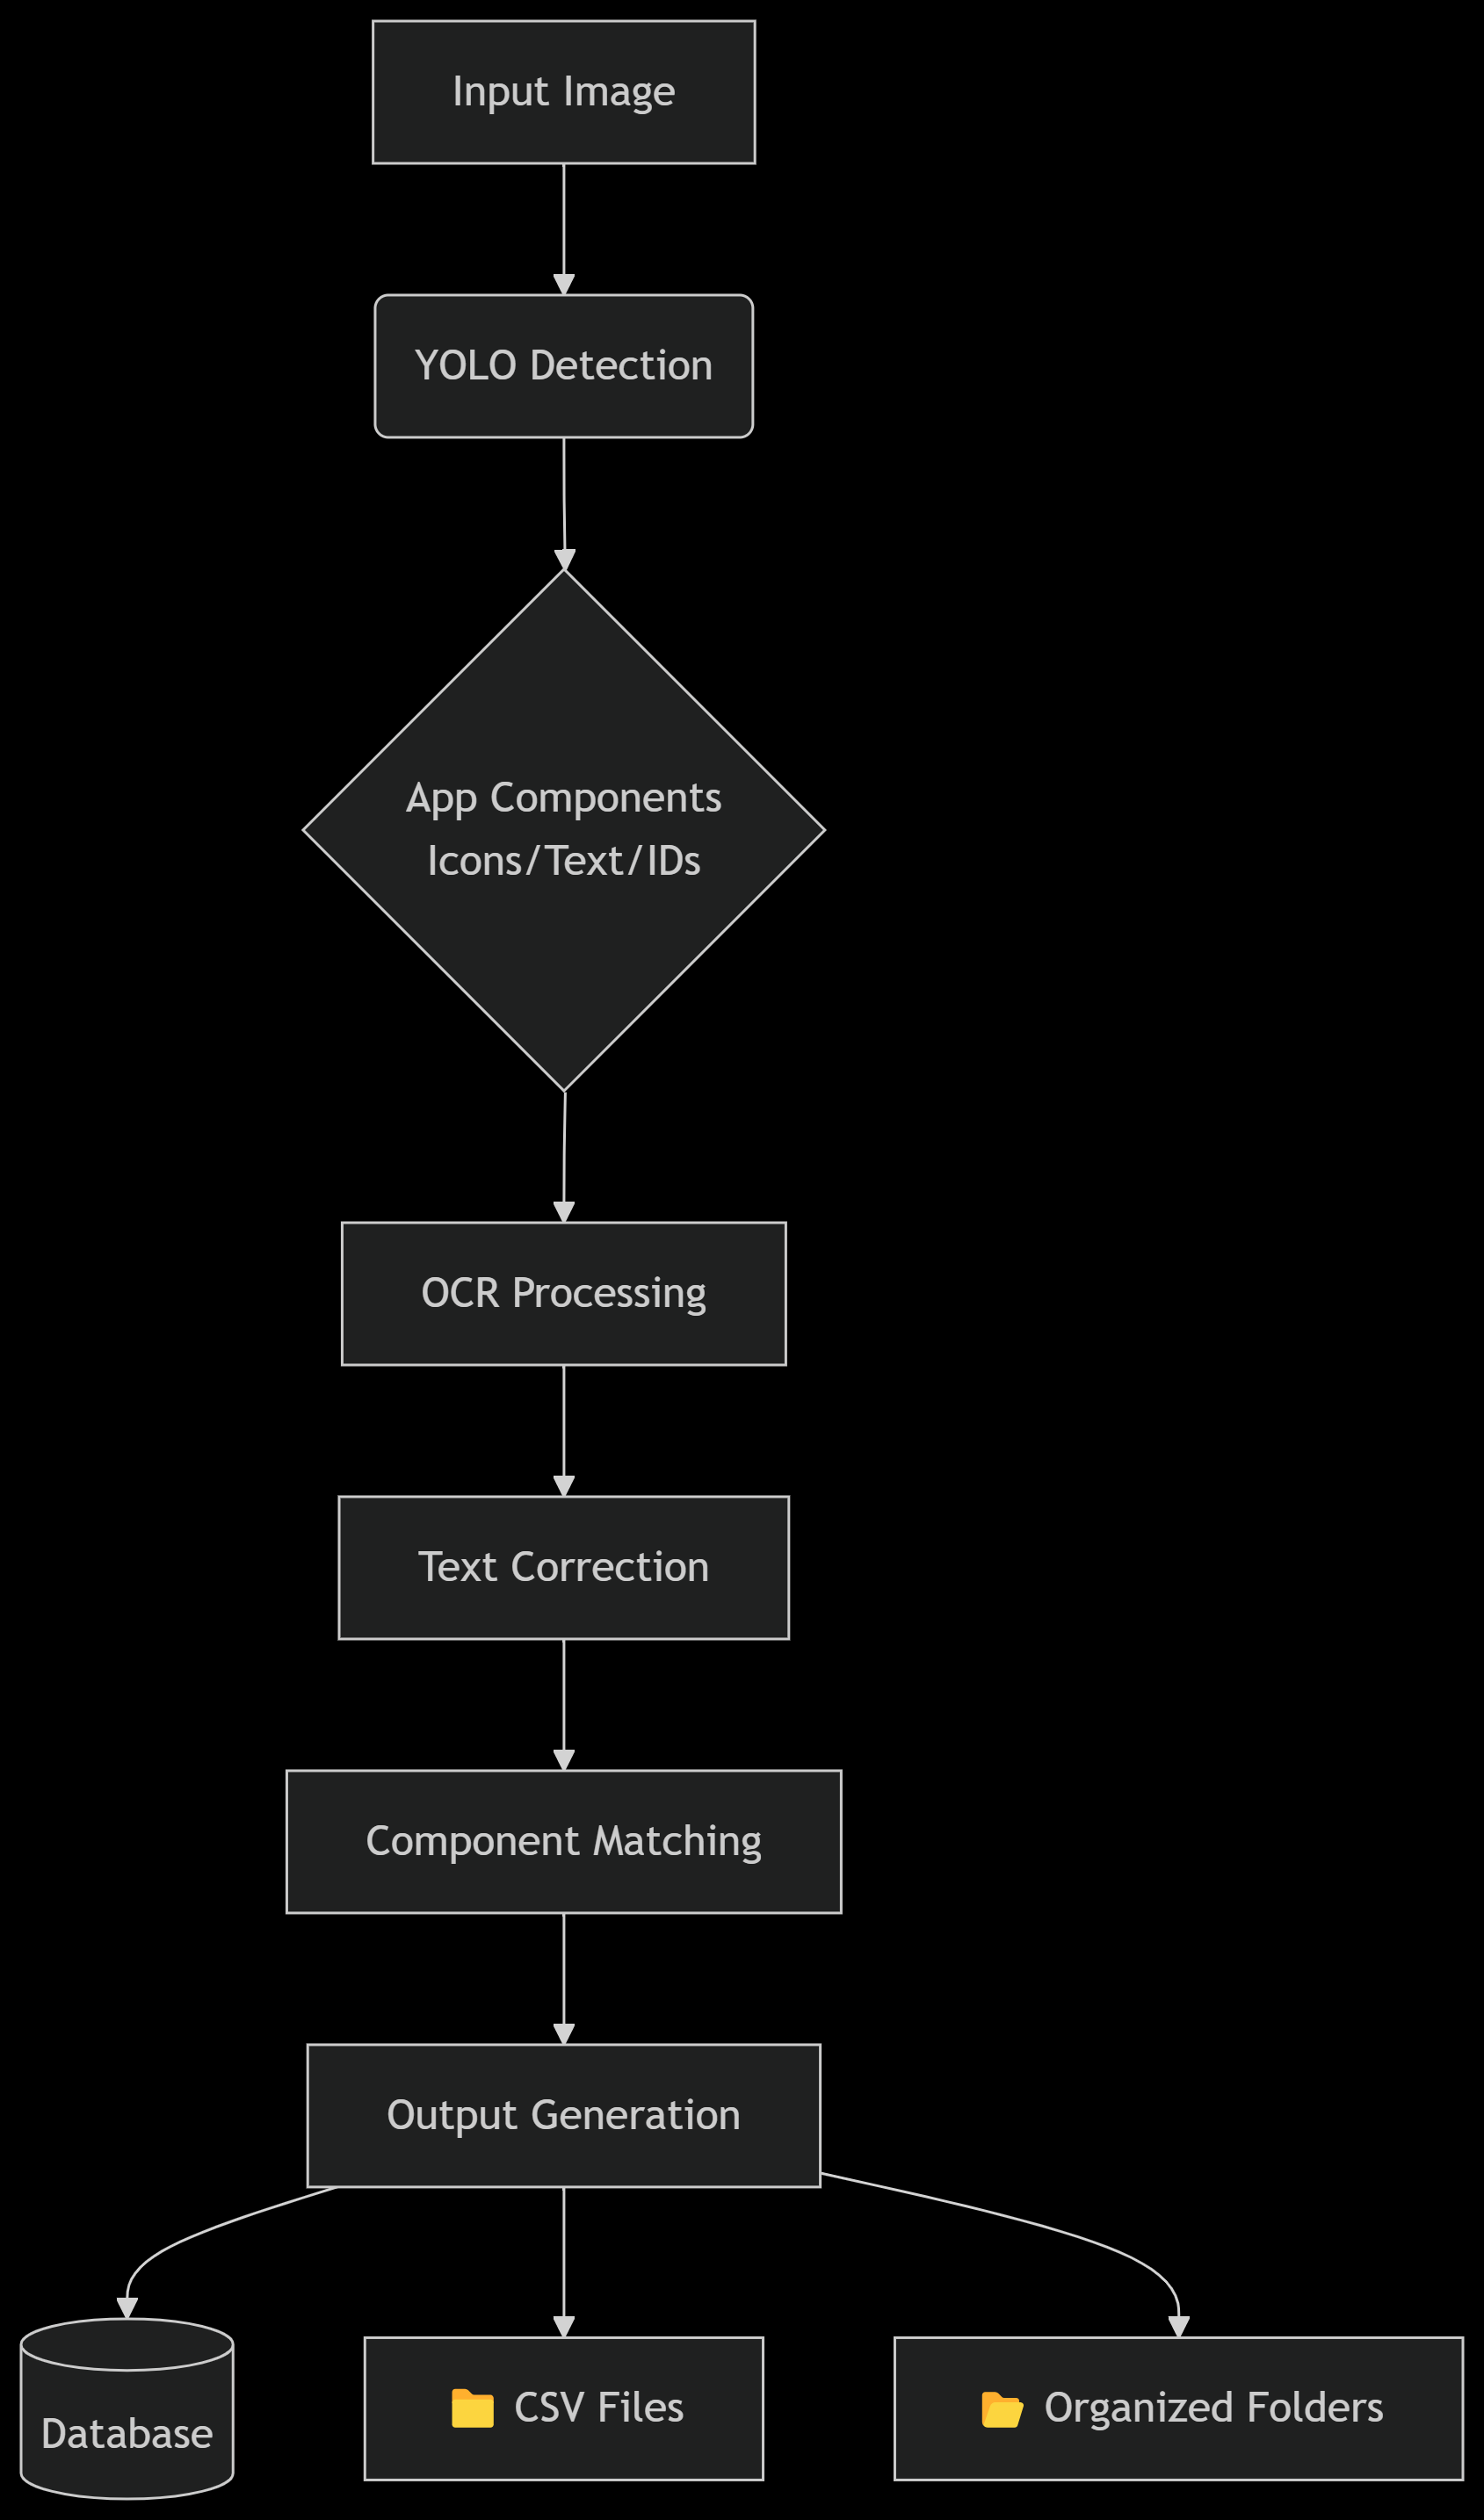 Input Image
YOLO Detection
App Components
Icons/Text/IDs
OCR Processing
Text Correction
Component Matching
Output Generation
Database
CSV Files
Organized Folders